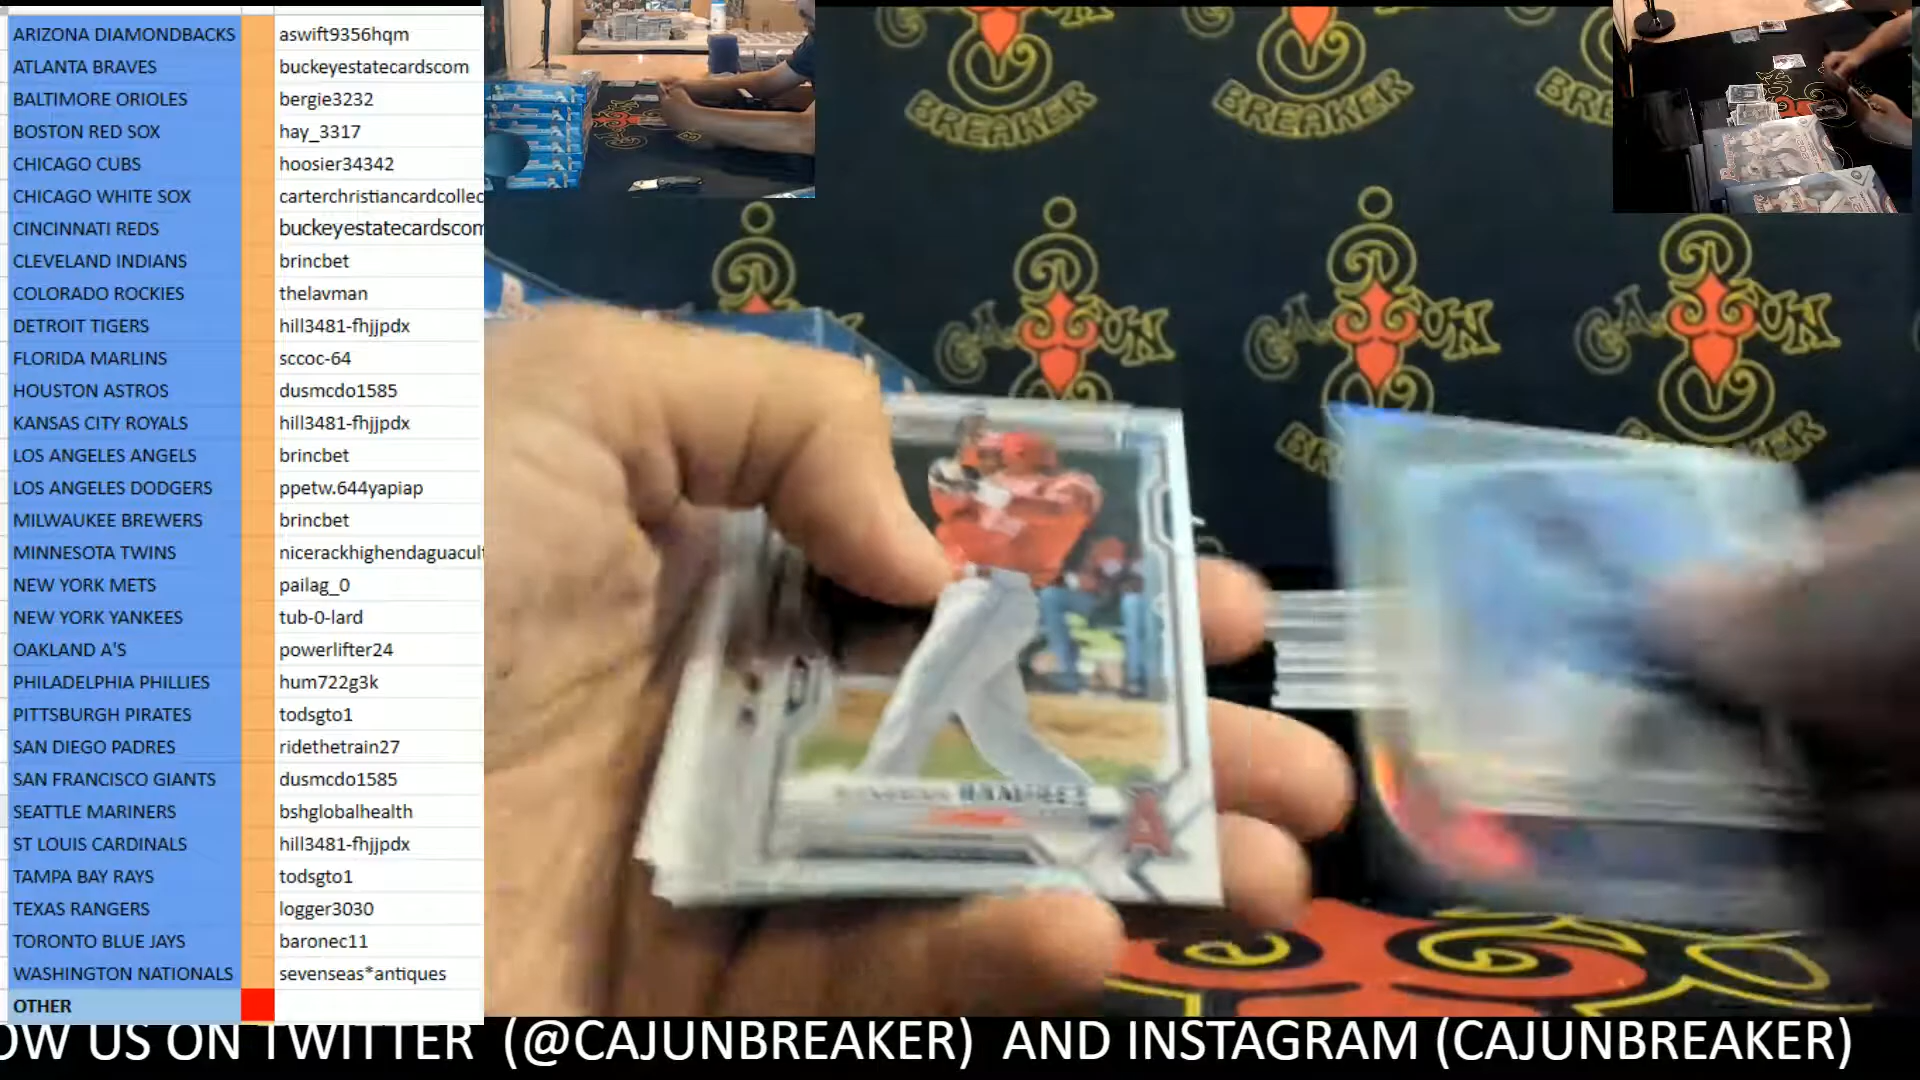 ARIZONA DIAMONDBACKS aswift9356hqm
ATLANTA BRAVES buckeyestatecardscom
BALTIMORE ORIOLES bergie3232
BOSTON RED SOX hay_3317
CHICAGO CUBS hoosier34342
CHICAGO WHITE SOX carterchristiancardcollec
CINCINNATI REDS buckeyestatecardscom
CLEVELAND INDIANS brincbet
COLORADO ROCKIES thelavman
DETROIT TIGERS hill3481-fhjjpdx
FLORIDA MARLINS sccoc-64
HOUSTON ASTROS dusmcdo1585
KANSAS CITY ROYALS hill3481-fhjjpdx
LOS ANGELES ANGELS brincbet
LOS ANGELES DODGERS ppetw.644yapiap
MILWAUKEE BREWERS brincbet
MINNESOTA TWINS nicerackhighendaguacult
NEW YORK METS pailag_0
NEW YORK YANKEES tub-0-lard
OAKLAND A'S powerlifter24
PHILADELPHIA PHILLIES hum722g3k
PITTSBURGH PIRATES todsgto1
SAN DIEGO PADRES ridethetrain27
SAN FRANCISCO GIANTS dusmcdo1585
SEATTLE MARINERS bshglobalhealth
ST LOUIS CARDINALS hill3481-fhjjpdx
TAMPA BAY RAYS todsgto1
TEXAS RANGERS logger3030
TORONTO BLUE JAYS baronec11
WASHINGTON NATIONALS sevenseas*antiques
OTHER
BREAKER
BREAKER
BRE
CAJUN
CAJUN
CAJUN
BR
RAMIREZ
A
OW US ON TWITTER (@CAJUNBREAKER) AND INSTAGRAM (CAJUNBREAKER)